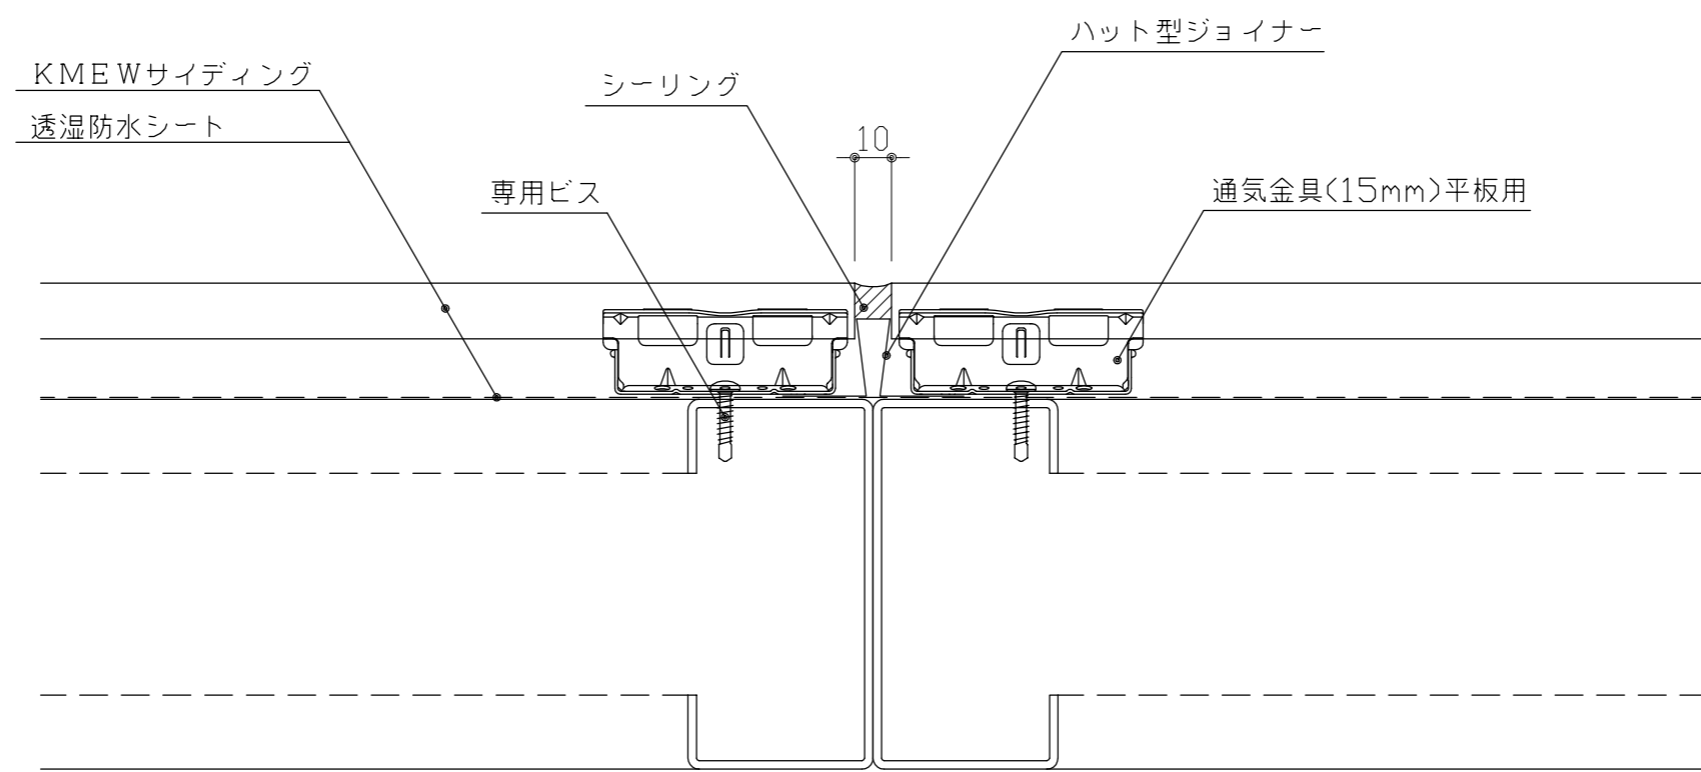 ハット型ジョイナー
KMEWサイディング
シーリング
透湿防水シート
10
専用ビス
通気金具(15mm)平板用